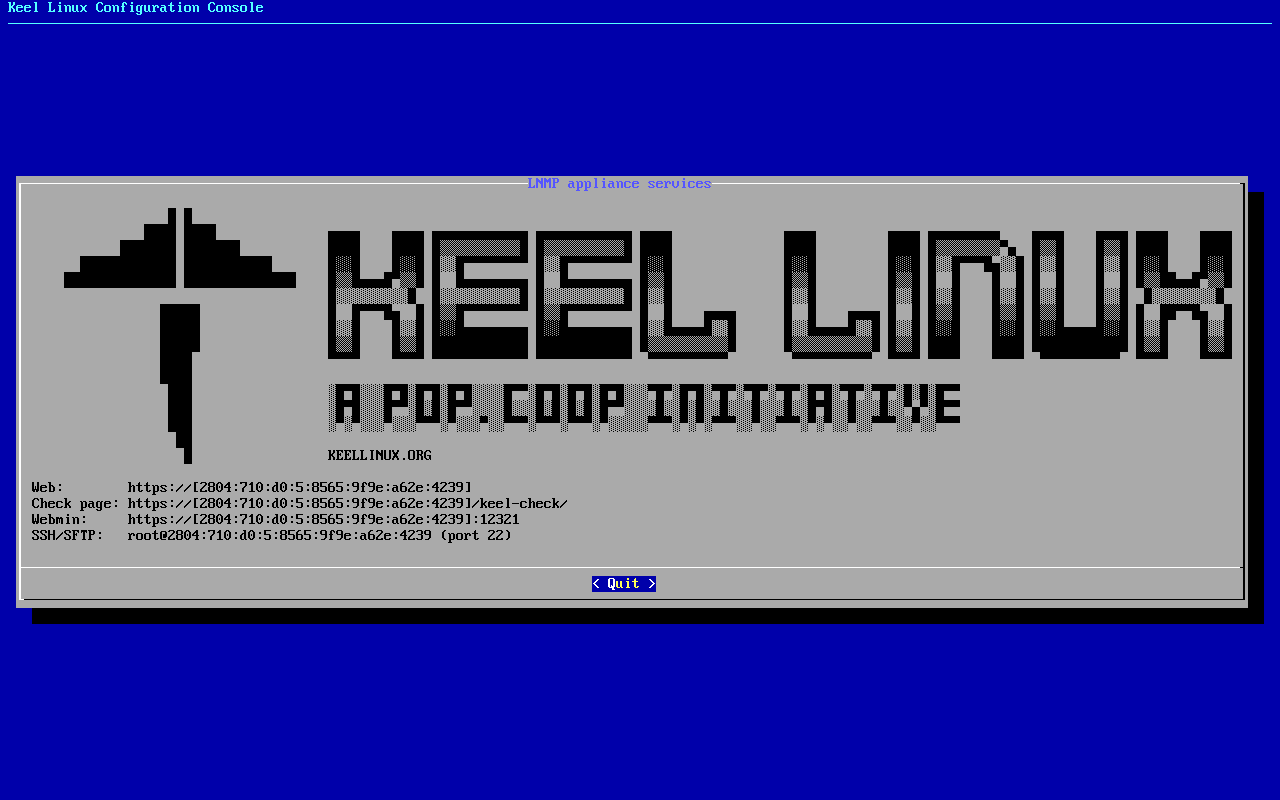 Keel Linux Configuration Console
LNMP appliance services
KEEL LINUX
A POP.COOP INITIATIVE
KEELLINUX.ORG
Web: https://[2804:710:d0:5:8565:9f9e:a62e:4239]
Check page: https://[2804:710:d0:5:8565:9f9e:a62e:4239]/keel-check/
Webmin: https://[2804:710:d0:5:8565:9f9e:a62e:4239]:12321
SSH/SFTP: root@2804:710:d0:5:8565:9f9e:a62e:4239 (port 22)
< Quit >